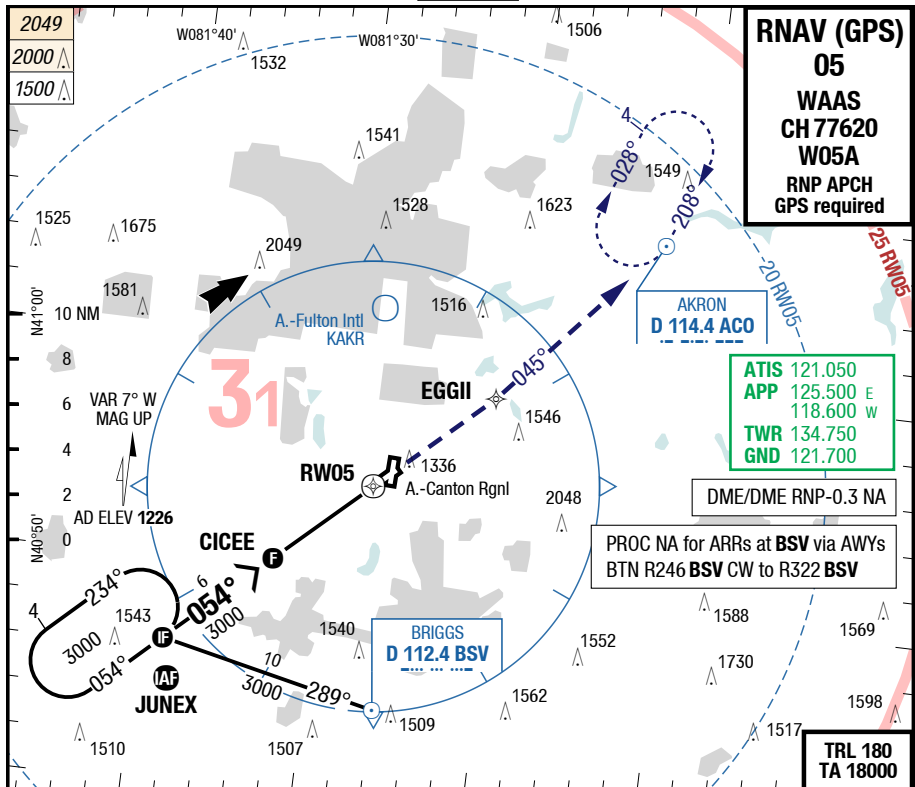 2049
2000
1500
W081°40'
W081°30'
1506
1532
RNAV (GPS)
05
WAAS
CH 77620
W05A
RNP APCH
GPS required
1541
4
028°
1549
208°
1525
1675
1528
1623
2049
25 RW05
20 RW05
N41°00'
10 NM
1581
A.-Fulton Intl
KAKR
1516
AKRON
D 114.4 ACO
8
31
045°
ATIS 121.050
APP 125.500 E
118.600 W
TWR 134.750
GND 121.700
VAR 7° W
MAG UP
6
EGGII
1546
4
RW05
1336
A.-Canton Rgnl
2
2048
DME/DME RNP-0.3 NA
AD ELEV 1226
N40°50'
0
CICEE
F
PROC NA for ARRs at BSV via AWYs
BTN R246 BSV CW to R322 BSV
234°
6
054°
3000
4
1543
3000
054°
IF
1540
BRIGGS
D 112.4 BSV
1588
1569
1552
10
3000
289°
IAF
JUNEX
1730
1562
1509
1598
1510
1507
1517
TRL 180
TA 18000